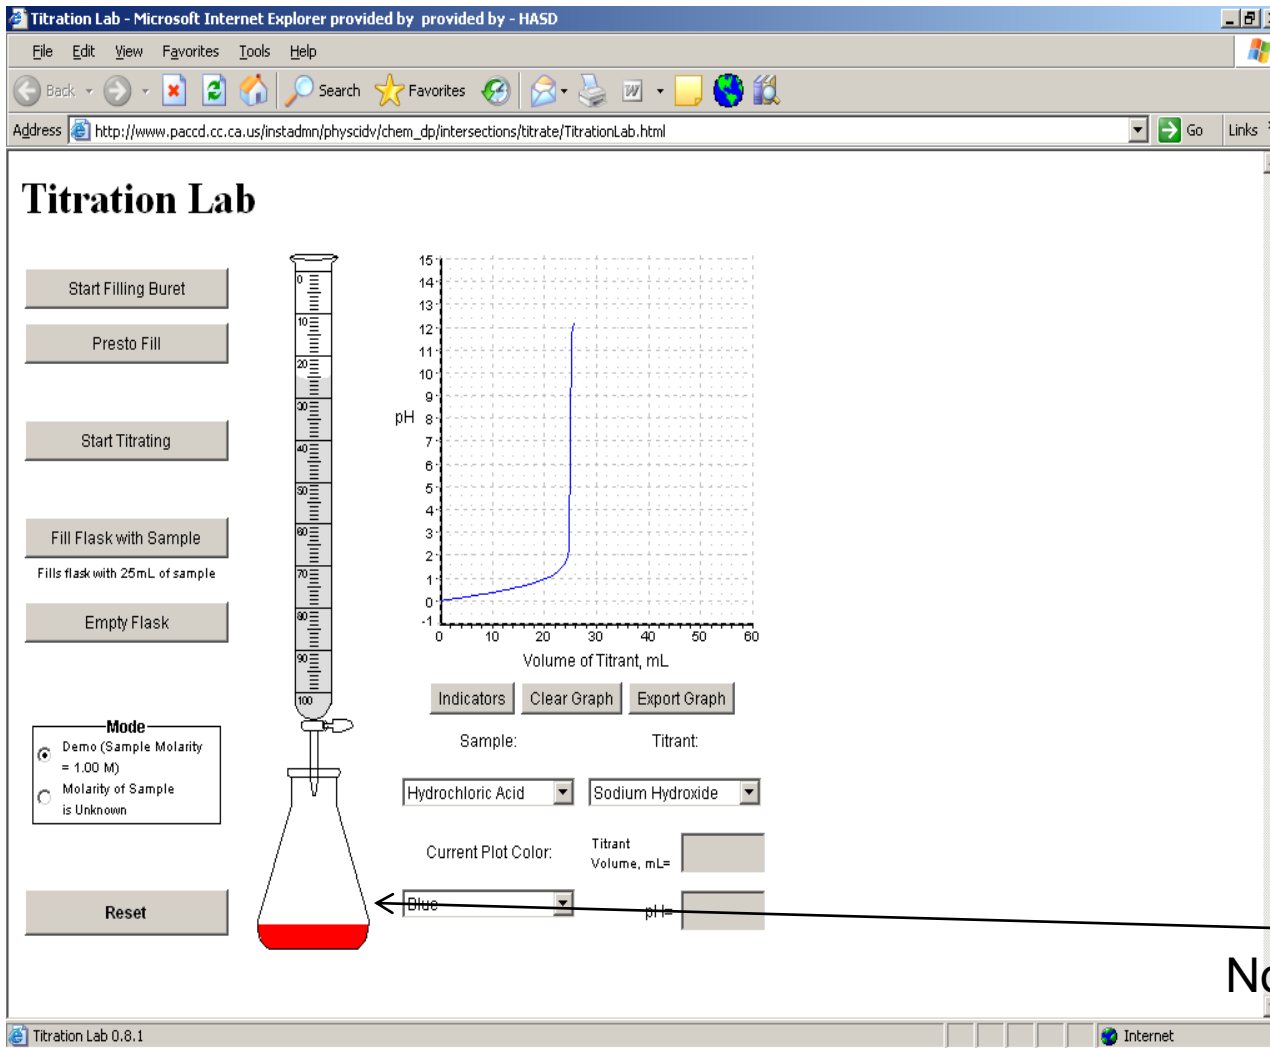 Titration Lab - Microsoft Internet Explorer provided by provided by - HASD
File Edit View Favorites Tools Help
Back Search Favorites
Address http://www.paccd.cc.ca.us/instadmn/physcidv/chem_dp/intersections/titrate/TitrationLab.html Go Links
Titration Lab
Start Filling Buret
Presto Fill
Start Titrating
Fill Flask with Sample
Fills flask with 25mL of sample
Empty Flask
Mode
Demo (Sample Molarity
= 1.00 M)
Molarity of Sample
is Unknown
Reset
0
10
20
30
40
50
60
70
80
90
100
15
14
13
12
11
10
9
pH 8
7
6
5
4
3
2
1
0
-1
0 10 20 30 40 50 60
Volume of Titrant, mL
Indicators Clear Graph Export Graph
Sample: Titrant:
Hydrochloric Acid Sodium Hydroxide
Current Plot Color: Titrant
Volume, mL=
Blue pH=
No
Titration Lab 0.8.1 Internet